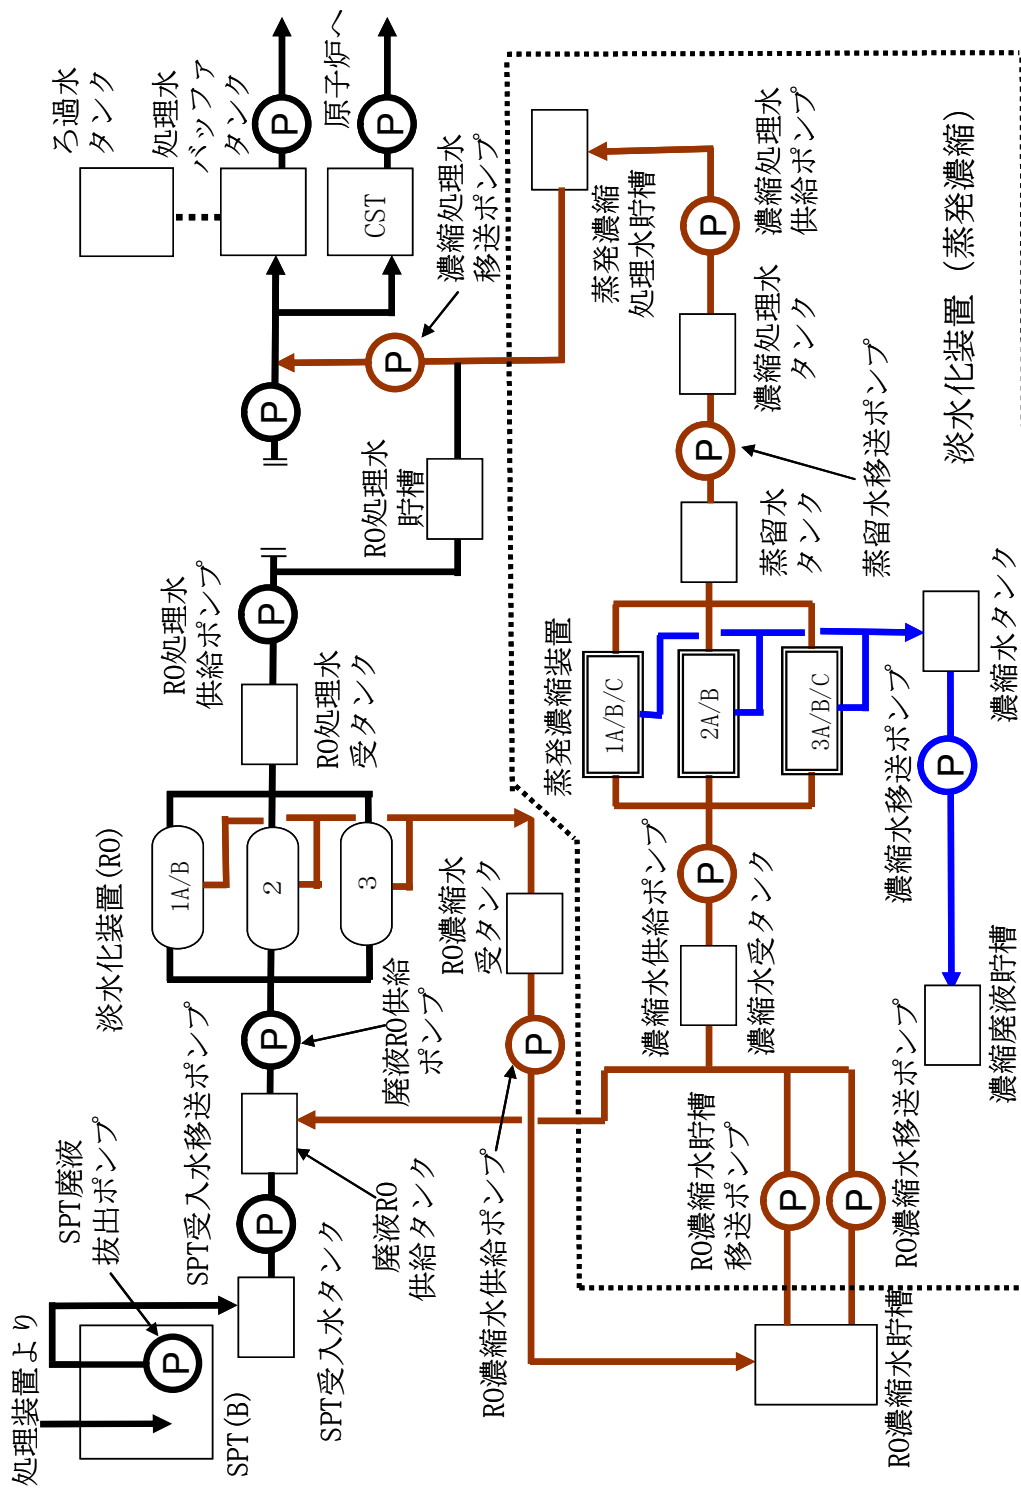 処理装置より
SPT(B)
SPT廃液
抜出ポンプ
SPT受入水タンク
P
SPT受入水移送ポンプ
P
廃液RO
供給タンク
廃液RO供給
ポンプ
P
淡水化装置(RO)
1A/B
2
3
RO処理水
受タンク
RO処理水
供給ポンプ
P
RO処理水
貯槽
P
ろ過水
タンク
処理水
バッファ
タンク
P
CST
P
原子炉へ
濃縮処理水
移送ポンプ
P
RO濃縮水
受タンク
RO濃縮水供給ポンプ
P
RO濃縮水貯槽
RO濃縮水貯槽
移送ポンプ
P
RO濃縮水移送ポンプ
P
濃縮水受タンク
濃縮水供給ポンプ
P
蒸発濃縮装置
1A/B/C
2A/B
3A/B/C
蒸留水
タンク
蒸留水移送ポンプ
P
濃縮処理水
タンク
濃縮処理水
供給ポンプ
P
蒸発濃縮
処理水貯槽
濃縮水タンク
濃縮水移送ポンプ
P
濃縮廃液貯槽
淡水化装置（蒸発濃縮）